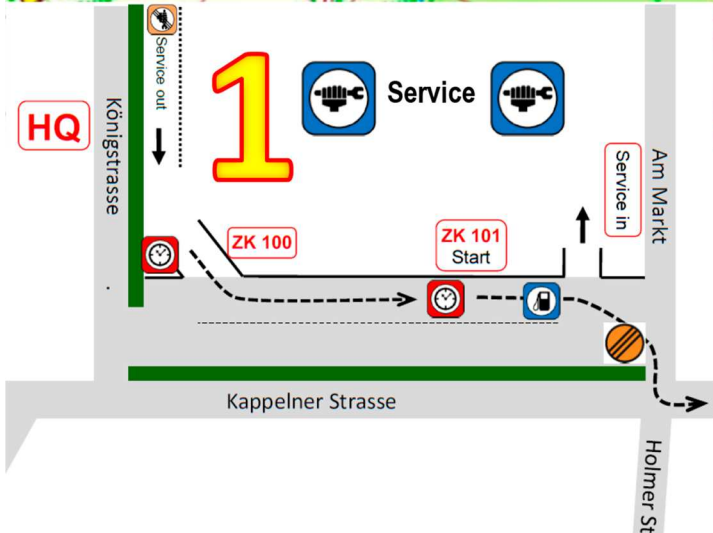 Service out
1
Service
HQ
Königstrasse
Service in
Am Markt
ZK 100
ZK 101
Start
Kappelner Strasse
Holmer St